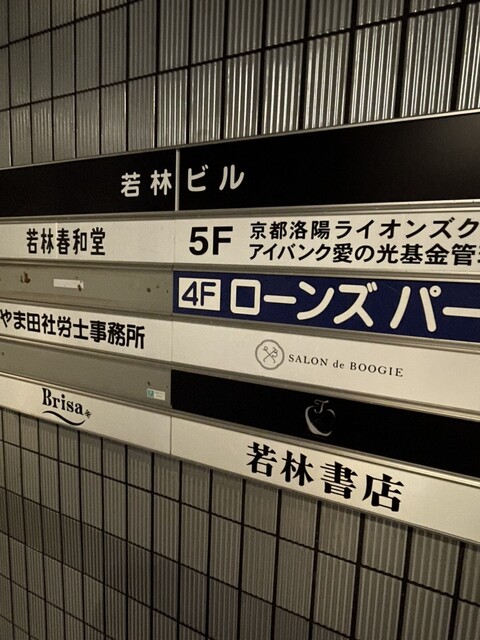 若林ビル
若林春和堂
5F 京都洛陽ライオンズク
アイバンク愛の光基金管
4F ローンズパー
やま田社労士事務所
SALON de BOOGIE
Brisa
若林書店